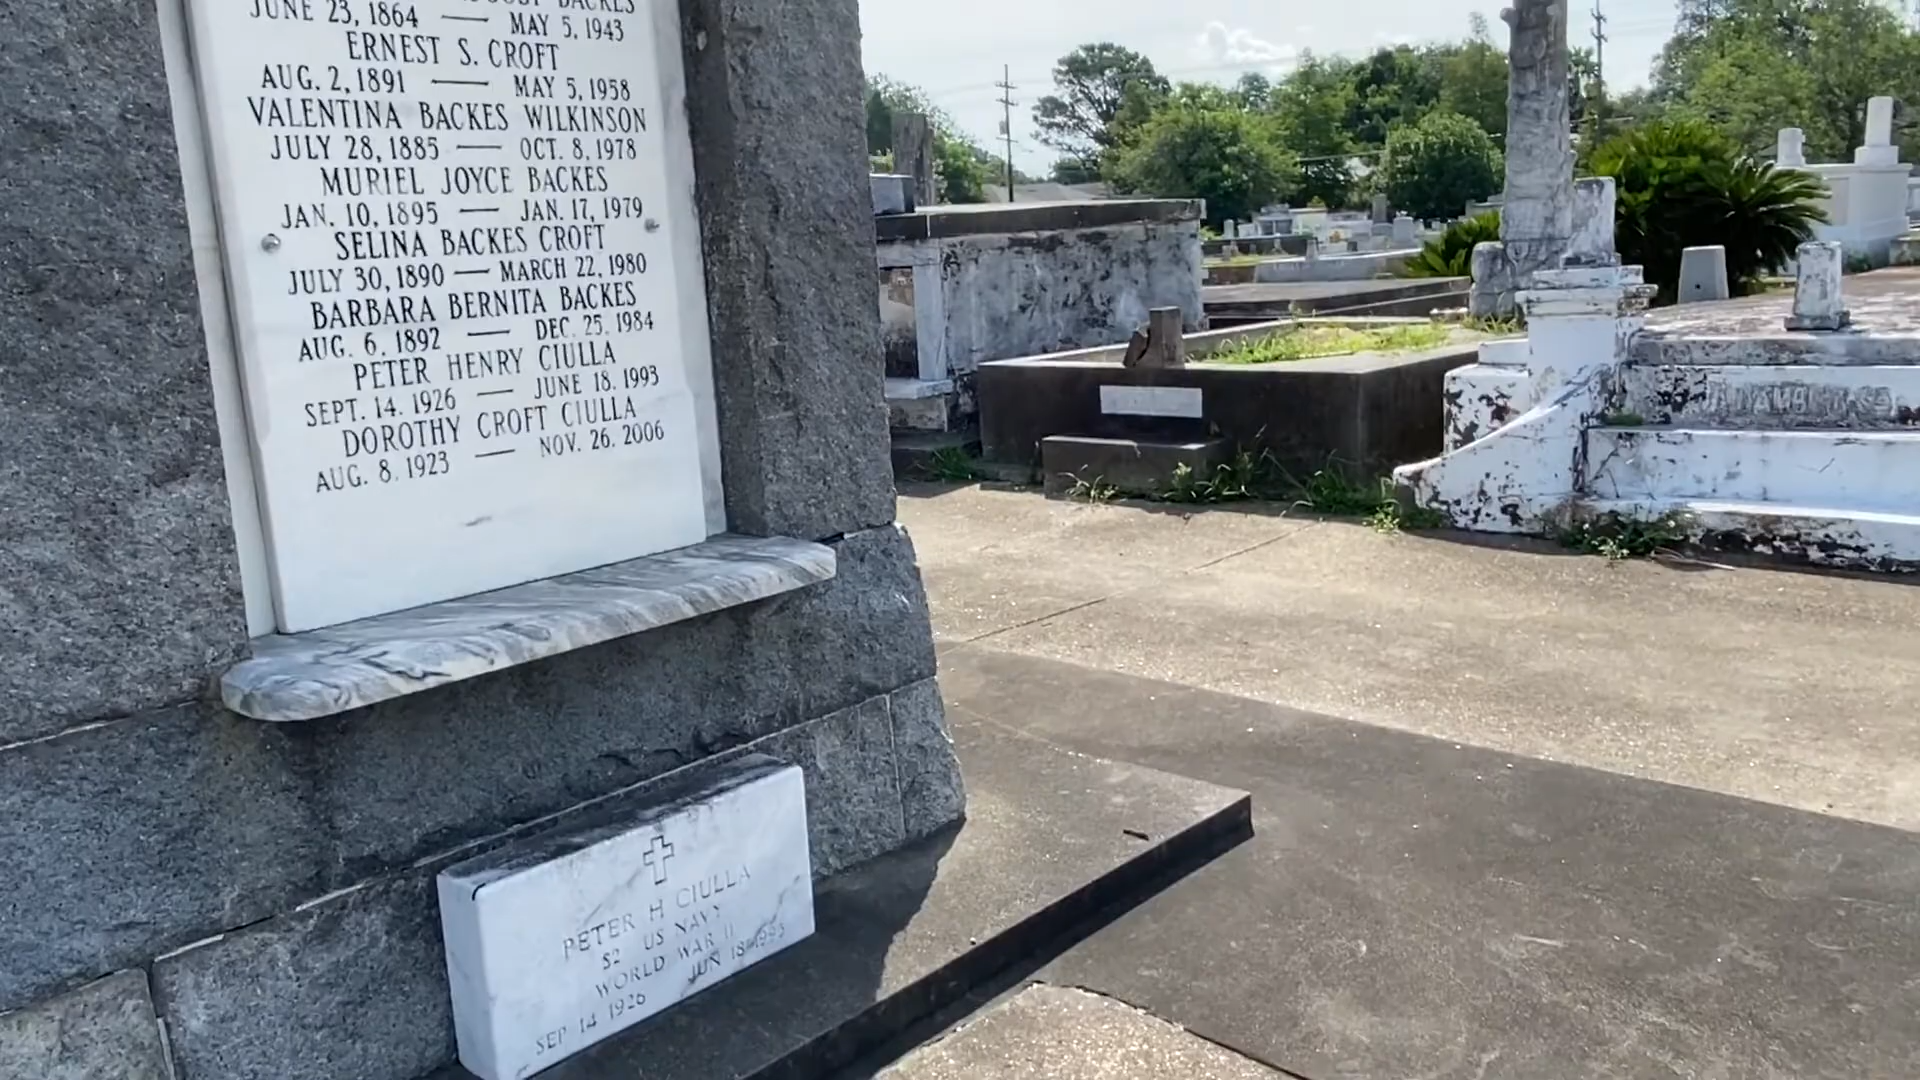 BACKES
JUNE 23, 1864 — MAY 5, 1943
ERNEST S. CROFT
AUG. 2, 1891 — MAY 5, 1958
VALENTINA BACKES WILKINSON
JULY 28, 1885 — OCT. 8, 1978
MURIEL JOYCE BACKES
JAN. 10, 1895 — JAN. 17, 1979
SELINA BACKES CROFT
JULY 30, 1890 — MARCH 22, 1980
BARBARA BERNITA BACKES
AUG. 6, 1892 — DEC. 25, 1984
PETER HENRY CIULLA
SEPT. 14. 1926 — JUNE 18. 1993
DOROTHY CROFT CIULLA
AUG. 8. 1923 — NOV. 26. 2006
PETER H CIULLA
S2 US NAVY
WORLD WAR II
SEP 14 1926 JUN 18 1993